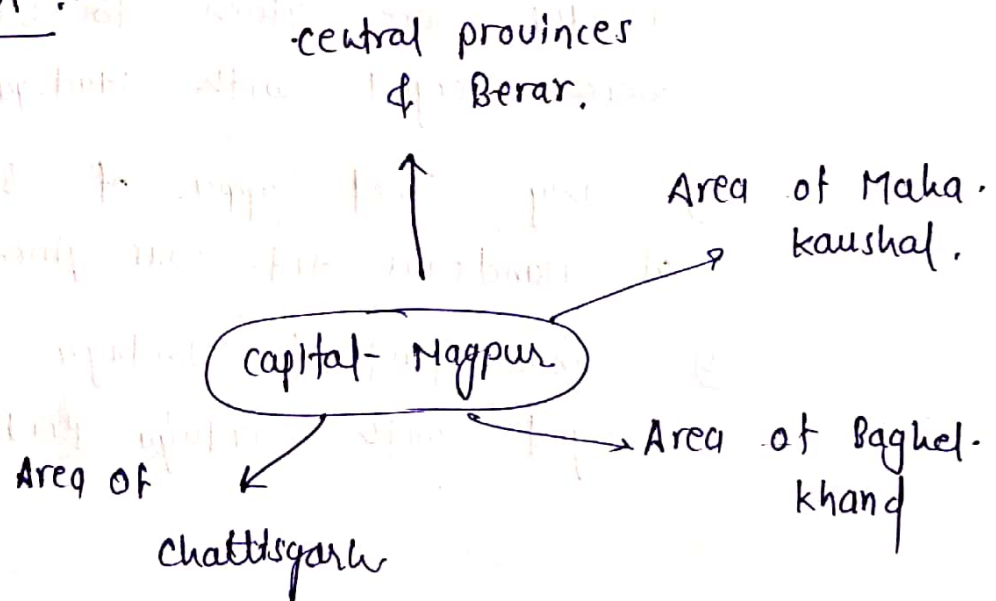 central provinces
& Berar.
Area of Maha.
kaushal.
Capital- Nagpur
Area of Baghel.
khand
Area of
Chattisgarh